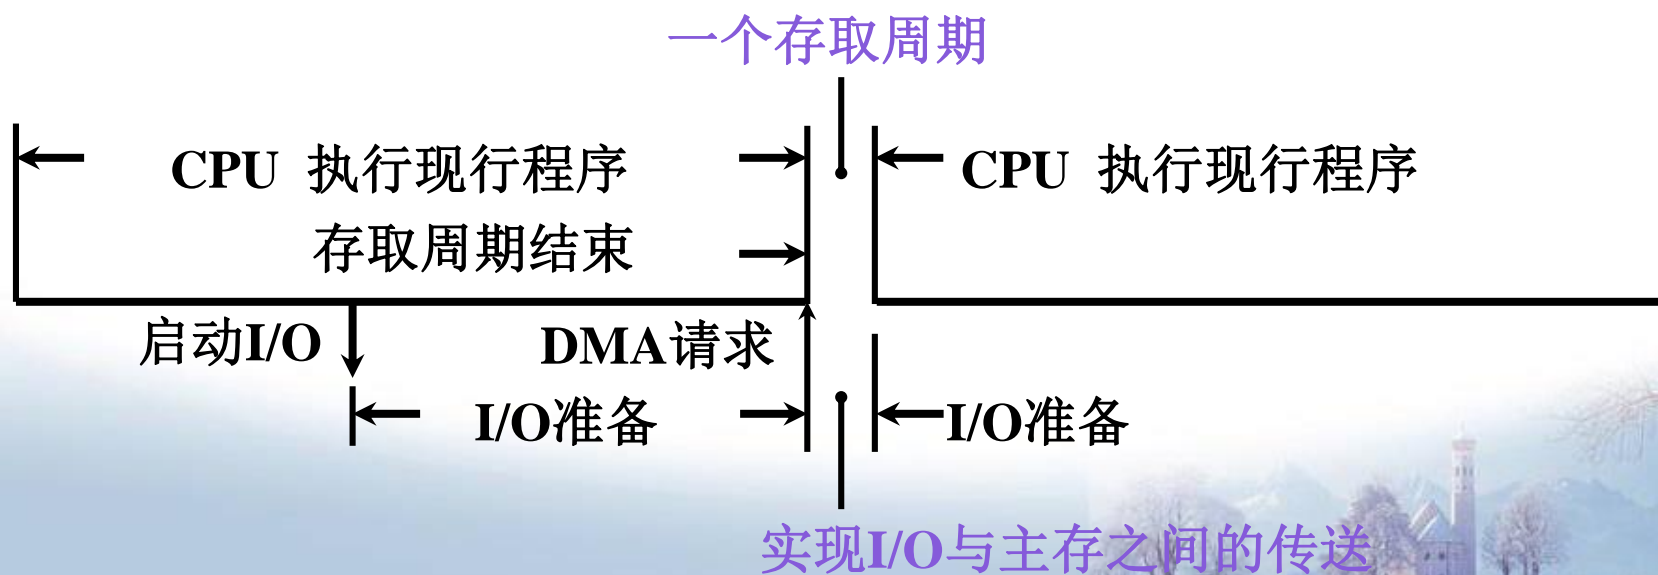 一个存取周期
CPU 执行现行程序
CPU 执行现行程序
存取周期结束
启动I/O
DMA请求
I/O准备
I/O准备
实现I/O与主存之间的传送